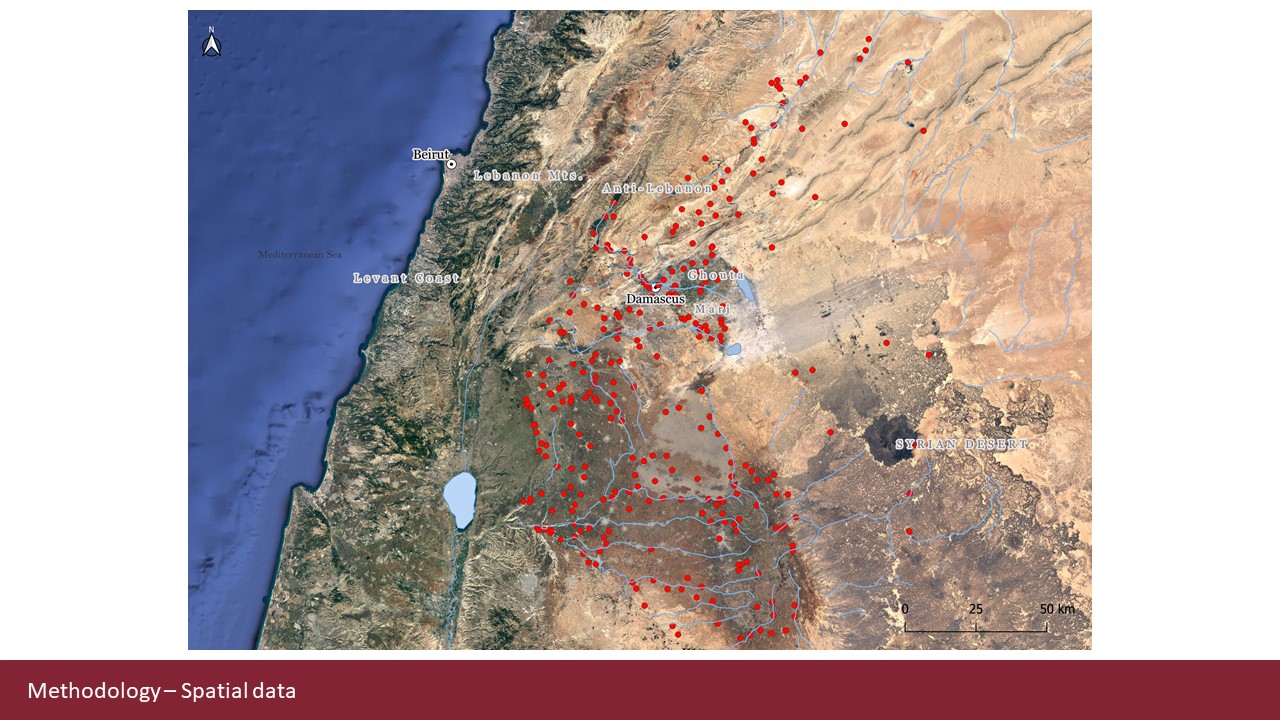 N
Beirut
Lebanon Mts.
Anti-Lebanon
Mediterranean Sea
Levant Coast
Ghouta
Damascus
Marj
SYRIAN DESERT
0 25 50 km
Methodology – Spatial data